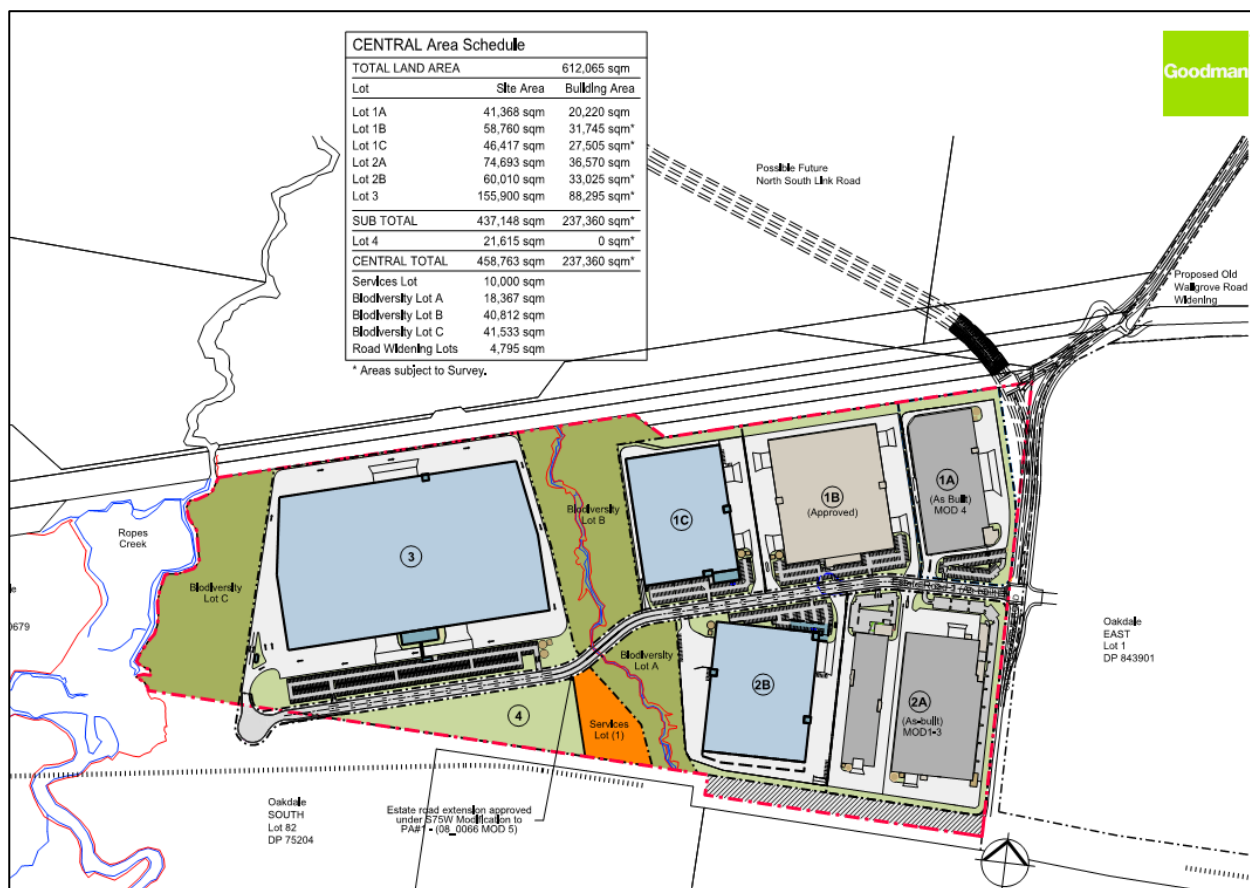 CENTRAL Area Schedule
TOTAL LAND AREA 612,065 sqm
Lot Site Area Building Area
Lot 1A 41,368 sqm 20,220 sqm
Lot 1B 58,760 sqm 31,745 sqm*
Lot 1C 46,417 sqm 27,505 sqm*
Lot 2A 74,693 sqm 36,570 sqm
Lot 2B 60,010 sqm 33,025 sqm*
Lot 3 155,900 sqm 88,295 sqm*
SUB TOTAL 437,148 sqm 237,360 sqm*
Lot 4 21,615 sqm 0 sqm*
CENTRAL TOTAL 458,763 sqm 237,360 sqm*
Services Lot 10,000 sqm
Biodiversity Lot A 18,367 sqm
Biodiversity Lot B 40,812 sqm
Biodiversity Lot C 41,533 sqm
Road Widening Lots 4,795 sqm
* Areas subject to Survey.
Goodman
Possible Future
North South Link Road
Proposed Old
Wallgrove Road
Widening
Ropes
Creek
Biodiversity
Lot C
3
Biodiversity
Lot B
1C
1B
(Approved)
1A
(As Built)
MOD 4
Biodiversity
Lot A
2B
2A
(As-built)
MOD1-3
4
Services
Lot (1)
Oakdale
EAST
Lot 1
DP 843901
Oakdale
SOUTH
Lot 82
DP 75204
Estate road extension approved
under S75W Modification to
PA#1 - (08_0066 MOD 5)